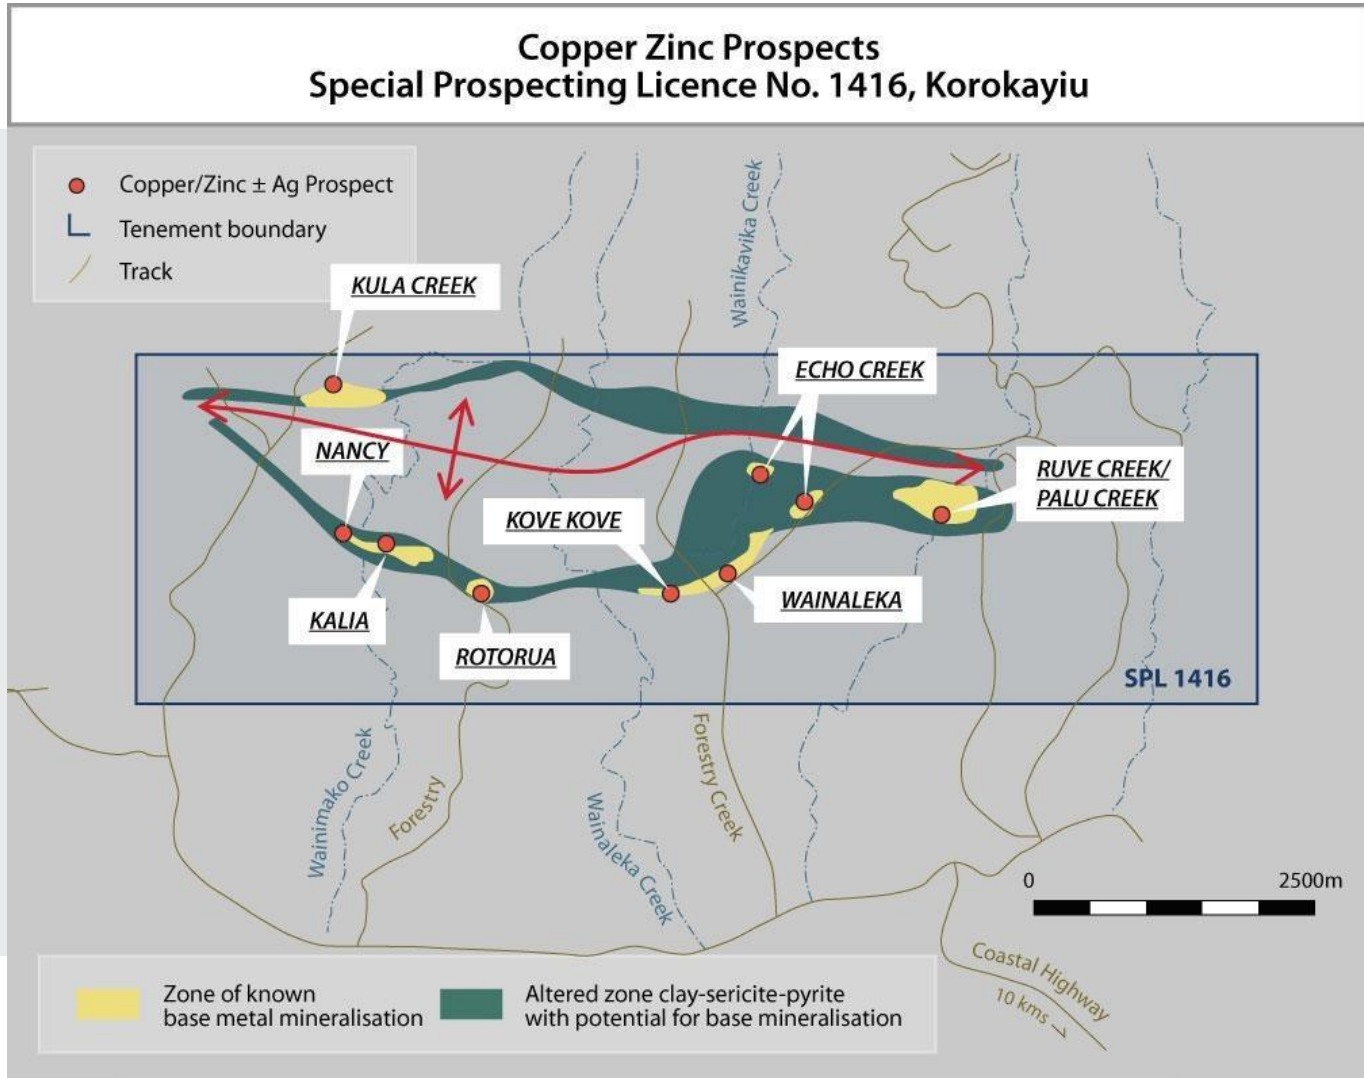 Copper Zinc Prospects
Special Prospecting Licence No. 1416, Korokayiu
Copper/Zinc ± Ag Prospect
Tenement boundary
Track
KULA CREEK
Wainikavika Creek
ECHO CREEK
NANCY
RUVE CREEK/
PALU CREEK
KOVE KOVE
KALIA
WAINALEKA
ROTORUA
SPL 1416
Wainimako Creek
Forestry
Wainaleka Creek
Forestry Creek
0 2500m
Coastal Highway
10 kms
Zone of known
base metal mineralisation
Altered zone clay-sericite-pyrite
with potential for base mineralisation